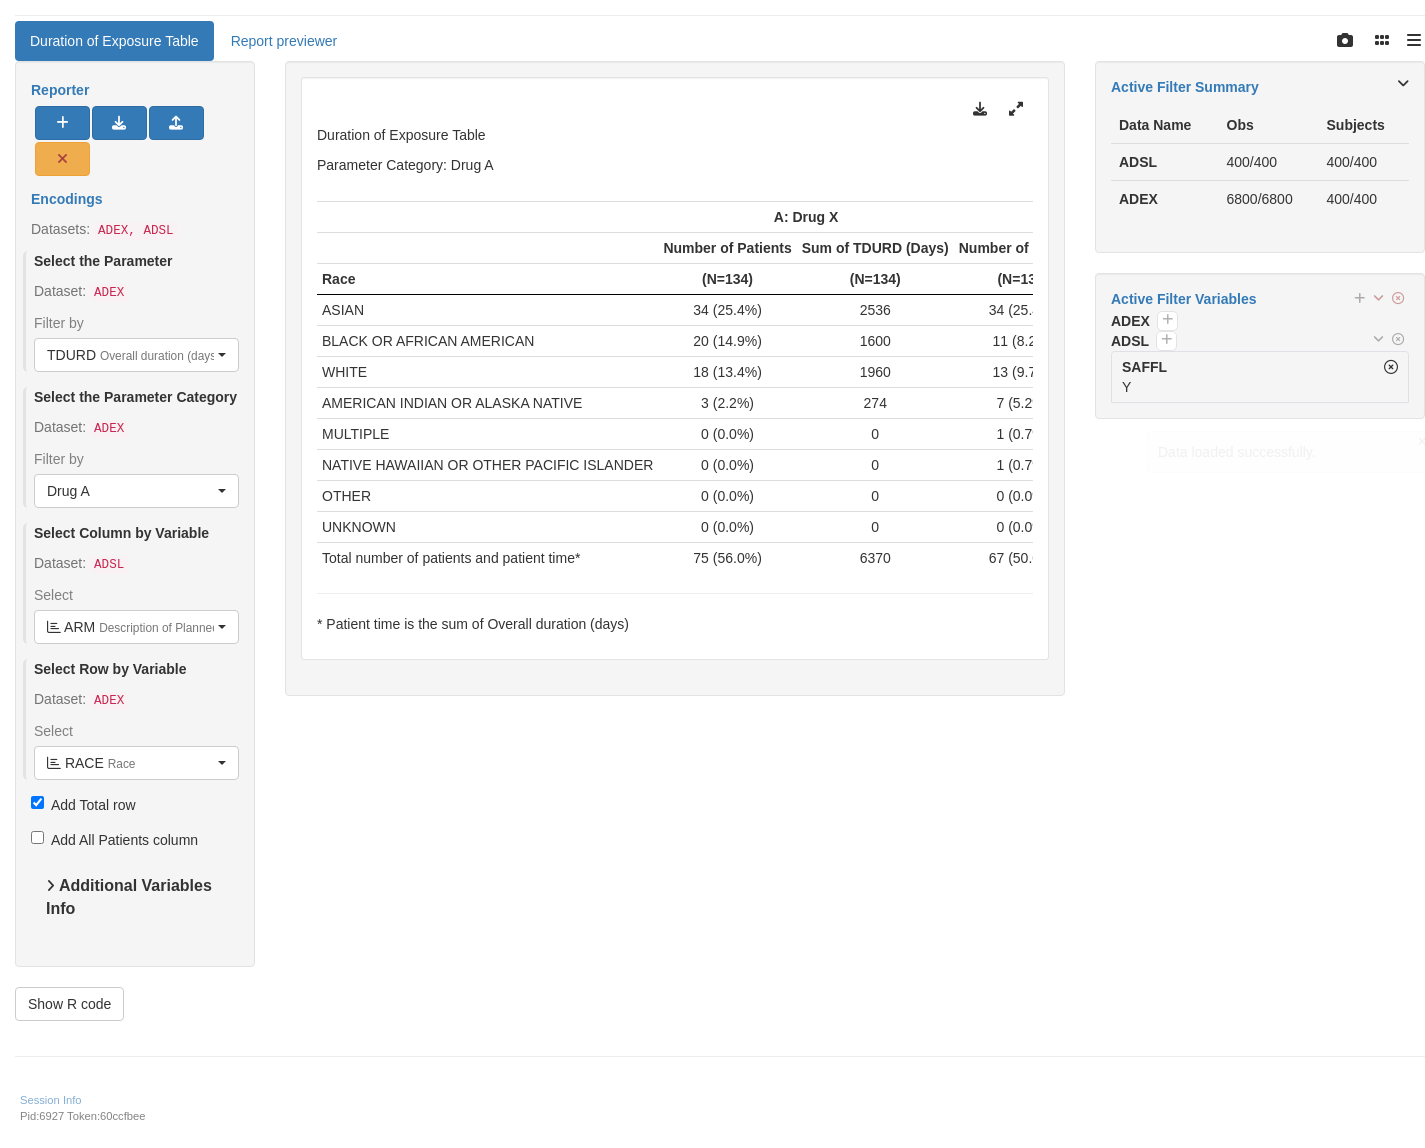 Duration of Exposure Table
Report previewer
Reporter
Encodings
Datasets: ADEX, ADSL
Select the Parameter
Dataset: ADEX
Filter by
TDURD Overall duration (days
Select the Parameter Category
Dataset: ADEX
Filter by
Drug A
Select Column by Variable
Dataset: ADSL
Select
ARM Description of Planned
Select Row by Variable
Dataset: ADEX
Select
RACE Race
Add Total row
Add All Patients column
Additional Variables
Info
Show R code
Duration of Exposure Table
Parameter Category: Drug A
A: Drug X
Number of Patients Sum of TDURD (Days) Number of
Race (N=134) (N=134) (N=13
ASIAN 34 (25.4%) 2536 34 (25.
BLACK OR AFRICAN AMERICAN 20 (14.9%) 1600 11 (8.2
WHITE 18 (13.4%) 1960 13 (9.7
AMERICAN INDIAN OR ALASKA NATIVE 3 (2.2%) 274 7 (5.2
MULTIPLE 0 (0.0%) 0 1 (0.7
NATIVE HAWAIIAN OR OTHER PACIFIC ISLANDER 0 (0.0%) 0 1 (0.7
OTHER 0 (0.0%) 0 0 (0.0
UNKNOWN 0 (0.0%) 0 0 (0.0
Total number of patients and patient time* 75 (56.0%) 6370 67 (50.
* Patient time is the sum of Overall duration (days)
Active Filter Summary
Data Name Obs Subjects
ADSL 400/400 400/400
ADEX 6800/6800 400/400
Active Filter Variables
ADEX
ADSL
SAFFL
Y
Data loaded successfully.
Session Info
Pid:6927 Token:60ccfbee